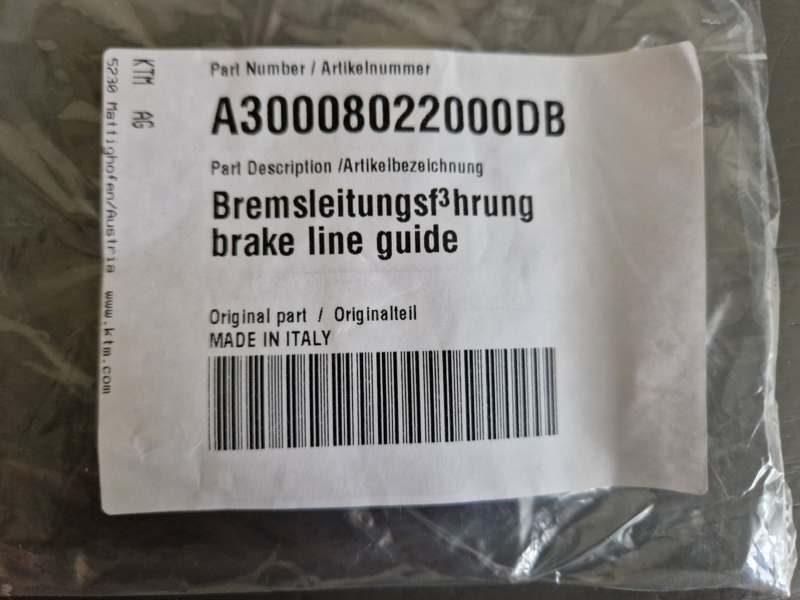 KTM AG
5230 Mattighofen/Austria www.ktm.com
Part Number / Artikelnummer
A30008022000DB
Part Description /Artikelbezeichnung
Bremsleitungsf³hrung
brake line guide
Original part / Originalteil
MADE IN ITALY